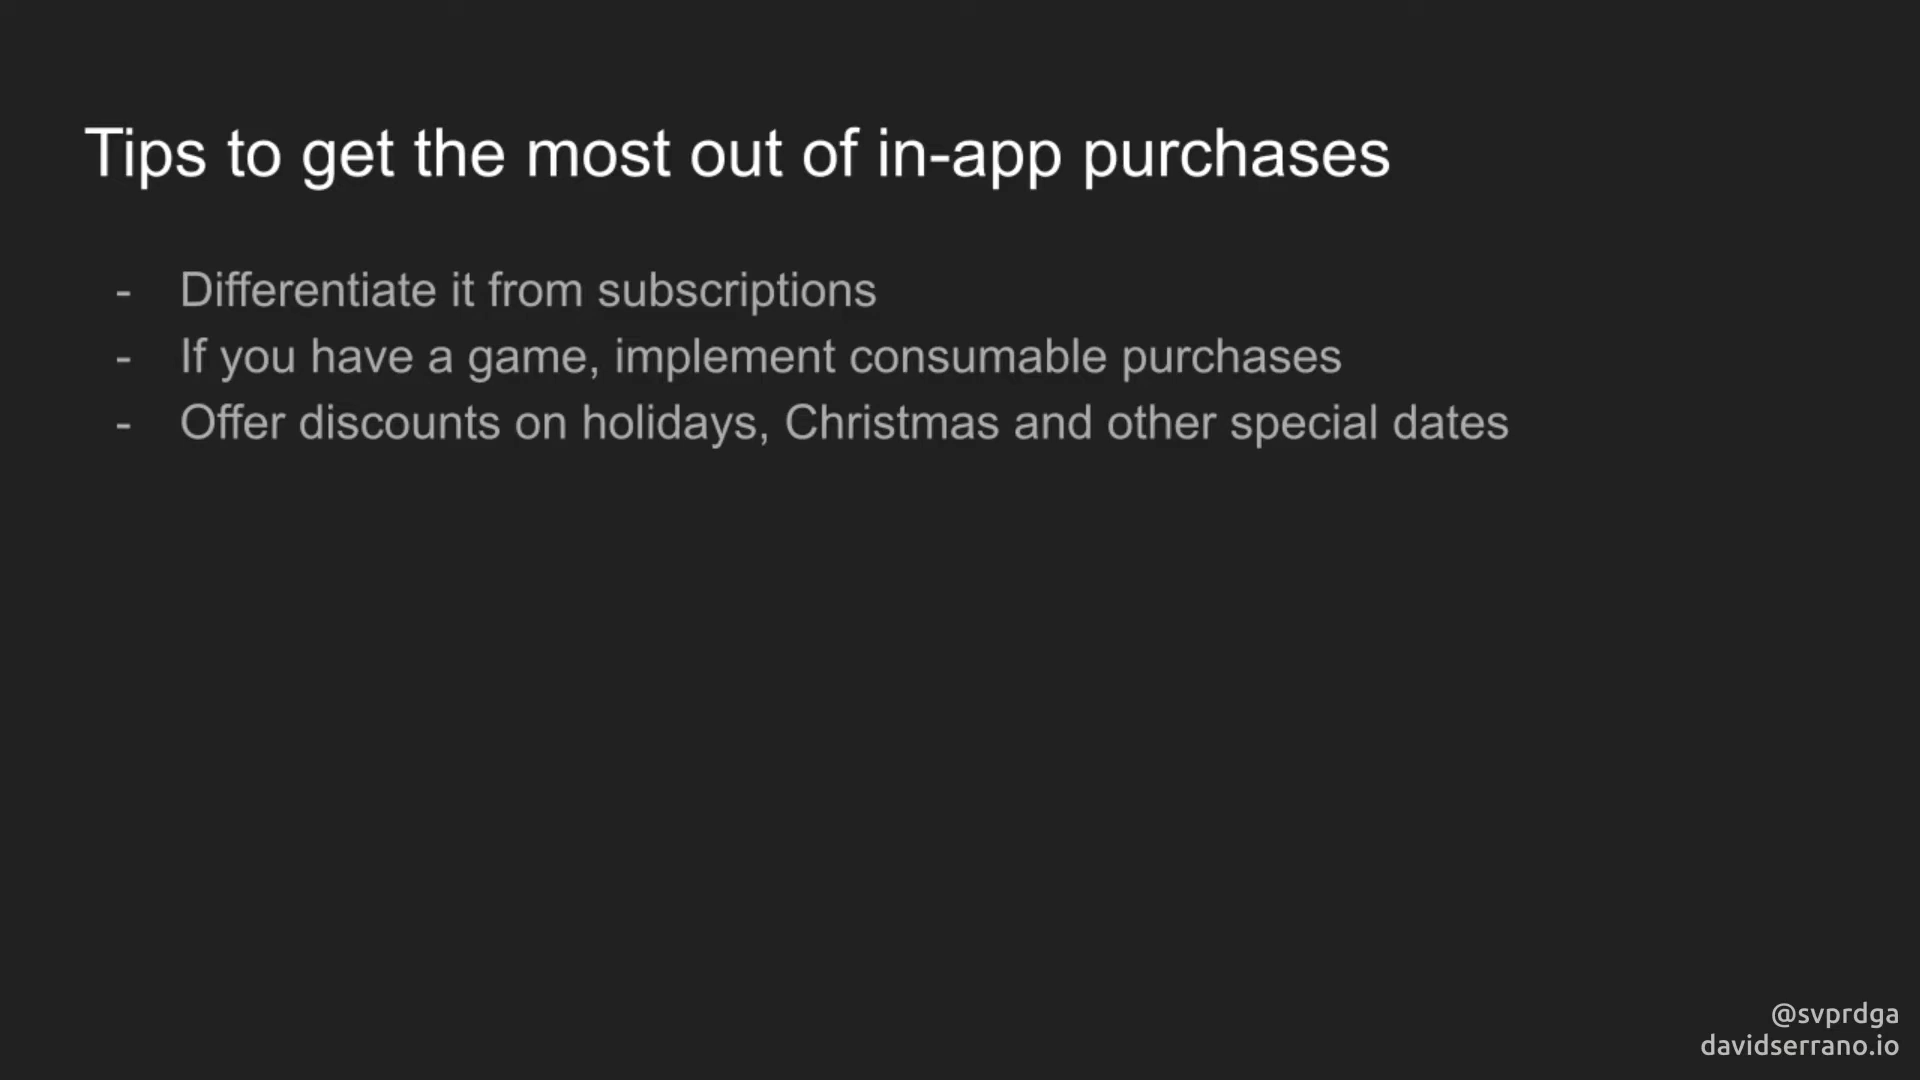 Tips to get the most out of in-app purchases
- Differentiate it from subscriptions
- If you have a game, implement consumable purchases
- Offer discounts on holidays, Christmas and other special dates
@svprdga
davidserrano.io